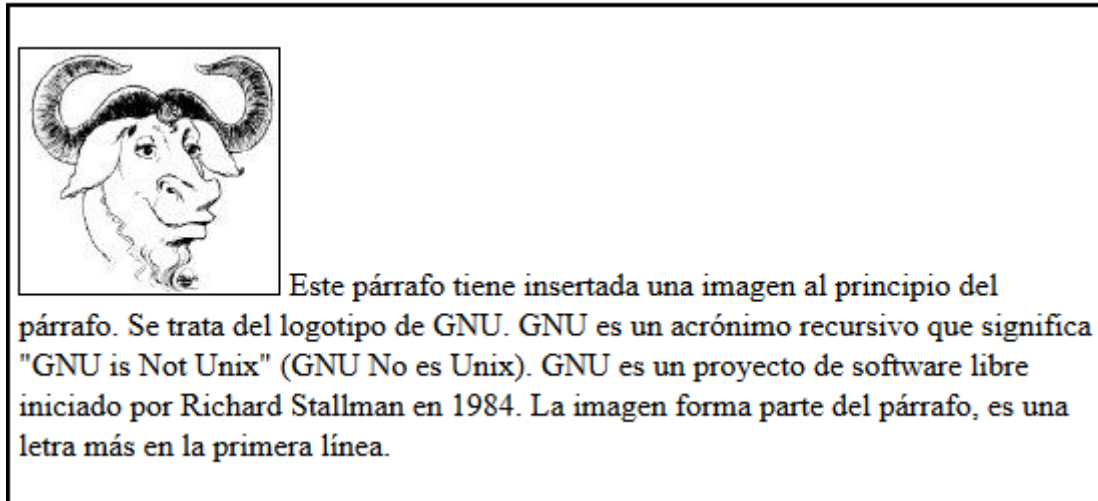 Este párrafo tiene insertada una imagen al principio del
párrafo. Se trata del logotipo de GNU. GNU es un acrónimo recursivo que significa
"GNU is Not Unix" (GNU No es Unix). GNU es un proyecto de software libre
iniciado por Richard Stallman en 1984. La imagen forma parte del párrafo, es una
letra más en la primera línea.